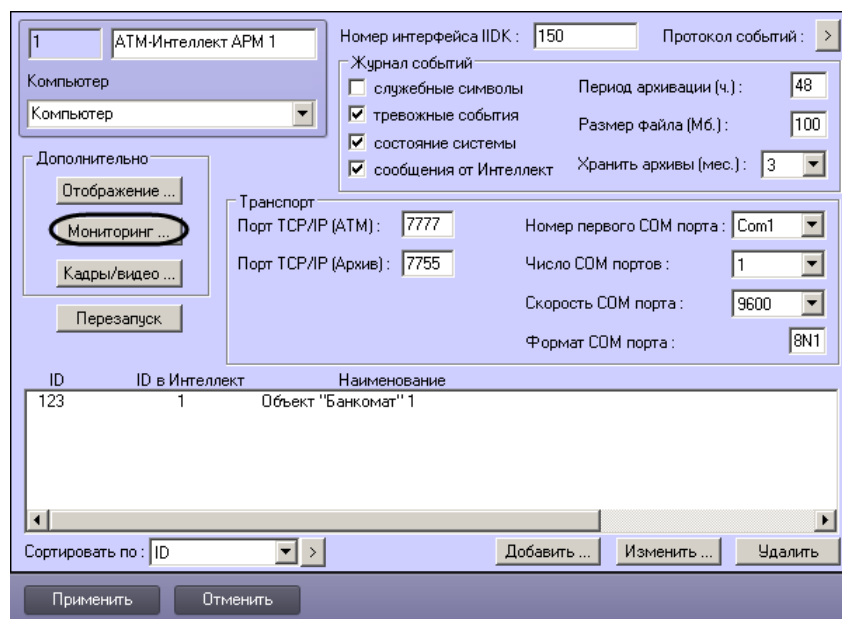 1 АТМ-Интеллект АРМ 1
Компьютер
Компьютер
Номер интерфейса IIDK : 150 Протокол событий : >
Журнал событий
служебные символы
тревожные события
состояние системы
сообщения от Интеллект
Период архивации (ч.) : 48
Размер файла (Мб.) : 100
Хранить архивы (мес.) : 3
Дополнительно
Отображение ...
Мониторинг ...
Кадры/видео ...
Перезапуск
Транспорт
Порт TCP/IP (АТМ) : 7777
Порт TCP/IP (Архив) : 7755
Номер первого COM порта : Com1
Число COM портов : 1
Скорость COM порта : 9600
Формат COM порта : 8N1
ID ID в Интеллект Наименование
123 1 Объект "Банкомат" 1
Сортировать по : ID >
Добавить ... Изменить ... Удалить
Применить Отменить